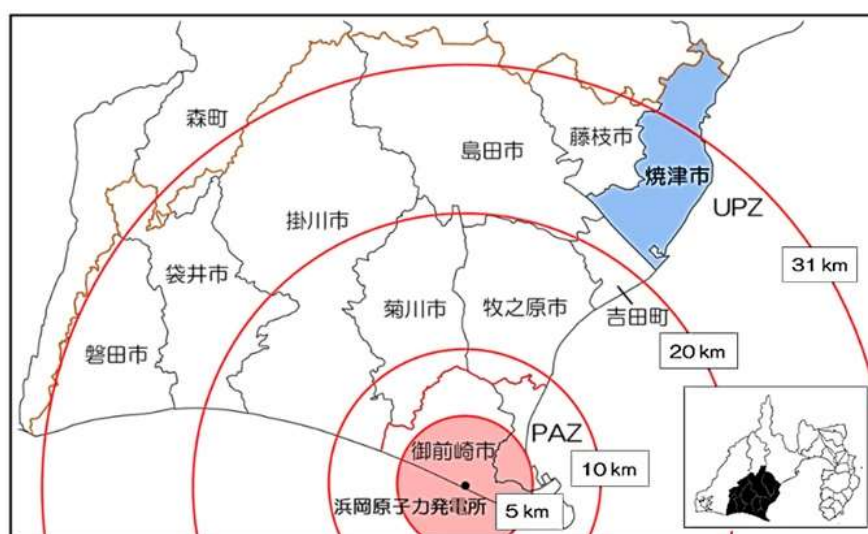 森町
藤枝市
島田市
焼津市
掛川市
UPZ
袋井市
31 km
菊川市
牧之原市
吉田町
磐田市
20 km
PAZ
御前崎市
10 km
浜岡原子力発電所
5 km